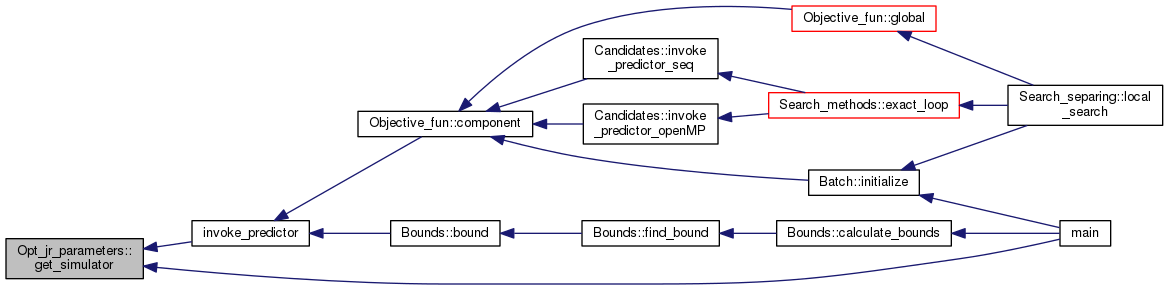 Objective_fun::global
Candidates::invoke
_predictor_seq
Search_separing::local
_search
Search_methods::exact_loop
Objective_fun::component
Candidates::invoke
_predictor_openMP
Batch::initialize
invoke_predictor
Bounds::bound
Bounds::find_bound
Bounds::calculate_bounds
main
Opt_jr_parameters::
get_simulator